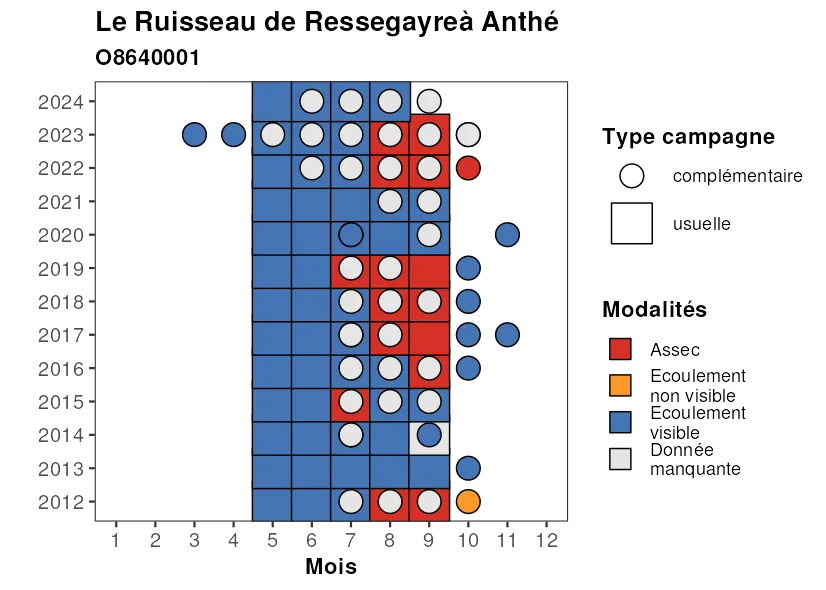 Le Ruisseau de Ressegayreà Anthé
O8640001
2024
2023
2022
2021
2020
2019
2018
2017
2016
2015
2014
2013
2012
1 2 3 4 5 6 7 8 9 10 11 12
Mois
Type campagne
complémentaire
usuelle
Modalités
Assec
Ecoulement
non visible
Ecoulement
visible
Donnée
manquante